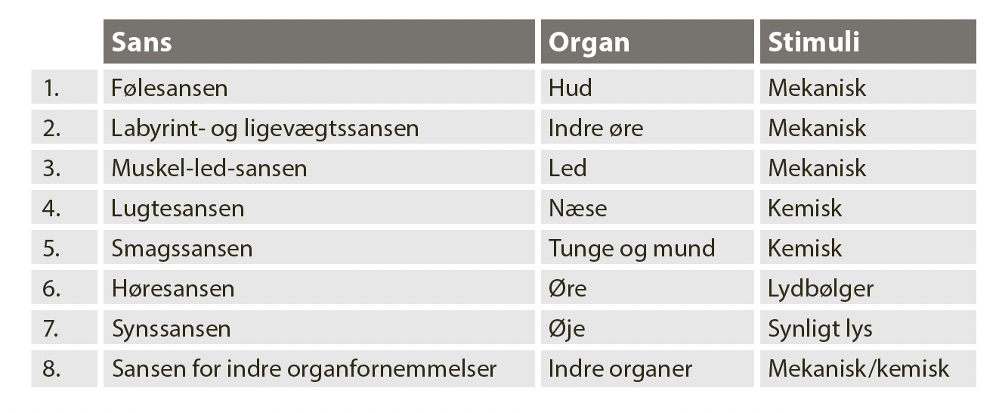 Sans Organ Stimuli
1. Følesansen Hud Mekanisk
2. Labyrint- og ligevægtssansen Indre øre Mekanisk
3. Muskel-led-sansen Led Mekanisk
4. Lugtesansen Næse Kemisk
5. Smagssansen Tunge og mund Kemisk
6. Høresansen Øre Lydbølger
7. Synssansen Øje Synligt lys
8. Sansen for indre organfornemmelser Indre organer Mekanisk/kemisk